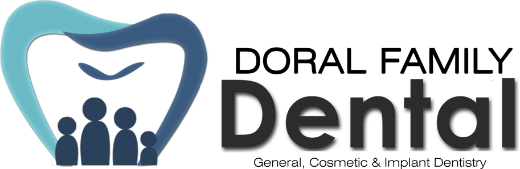 DORAL FAMILY
Dental
General, Cosmetic & Implant Dentistry